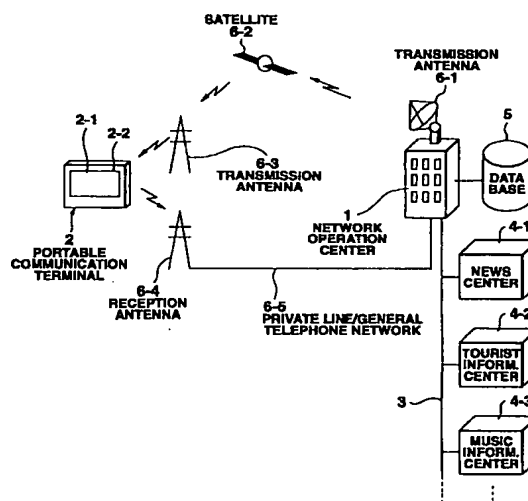 SATELLITE
6-2
TRANSMISSION
ANTENNA
6-1
5
DATA
BASE
2-1
2-2
6-3
TRANSMISSION
ANTENNA
1
NETWORK
OPERATION
CENTER
2
PORTABLE
COMMUNICATION
TERMINAL
6-4
RECEPTION
ANTENNA
6-5
PRIVATE LINE/GENERAL
TELEPHONE NETWORK
4-1
NEWS
CENTER
4-2
TOURIST
INFORM.
CENTER
3
4-3
MUSIC
INFORM.
CENTER